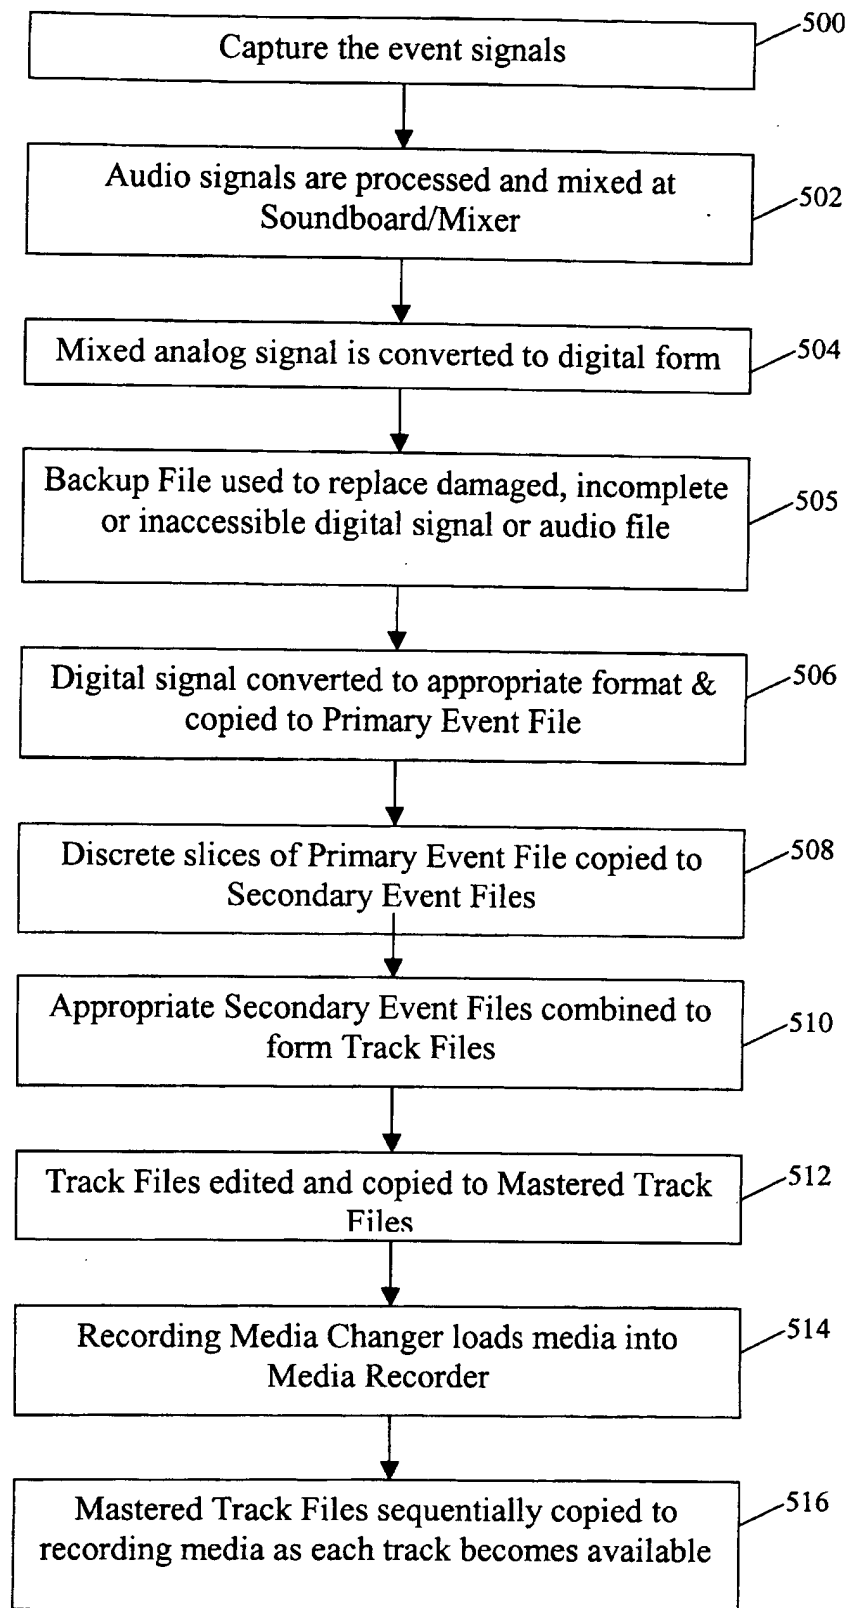 Capture the event signals
500
Audio signals are processed and mixed at
Soundboard/Mixer
502
Mixed analog signal is converted to digital form
504
Backup File used to replace damaged, incomplete
or inaccessible digital signal or audio file
505
Digital signal converted to appropriate format &
copied to Primary Event File
506
Discrete slices of Primary Event File copied to
Secondary Event Files
508
Appropriate Secondary Event Files combined to
form Track Files
510
Track Files edited and copied to Mastered Track
Files
512
Recording Media Changer loads media into
Media Recorder
514
Mastered Track Files sequentially copied to
recording media as each track becomes available
516